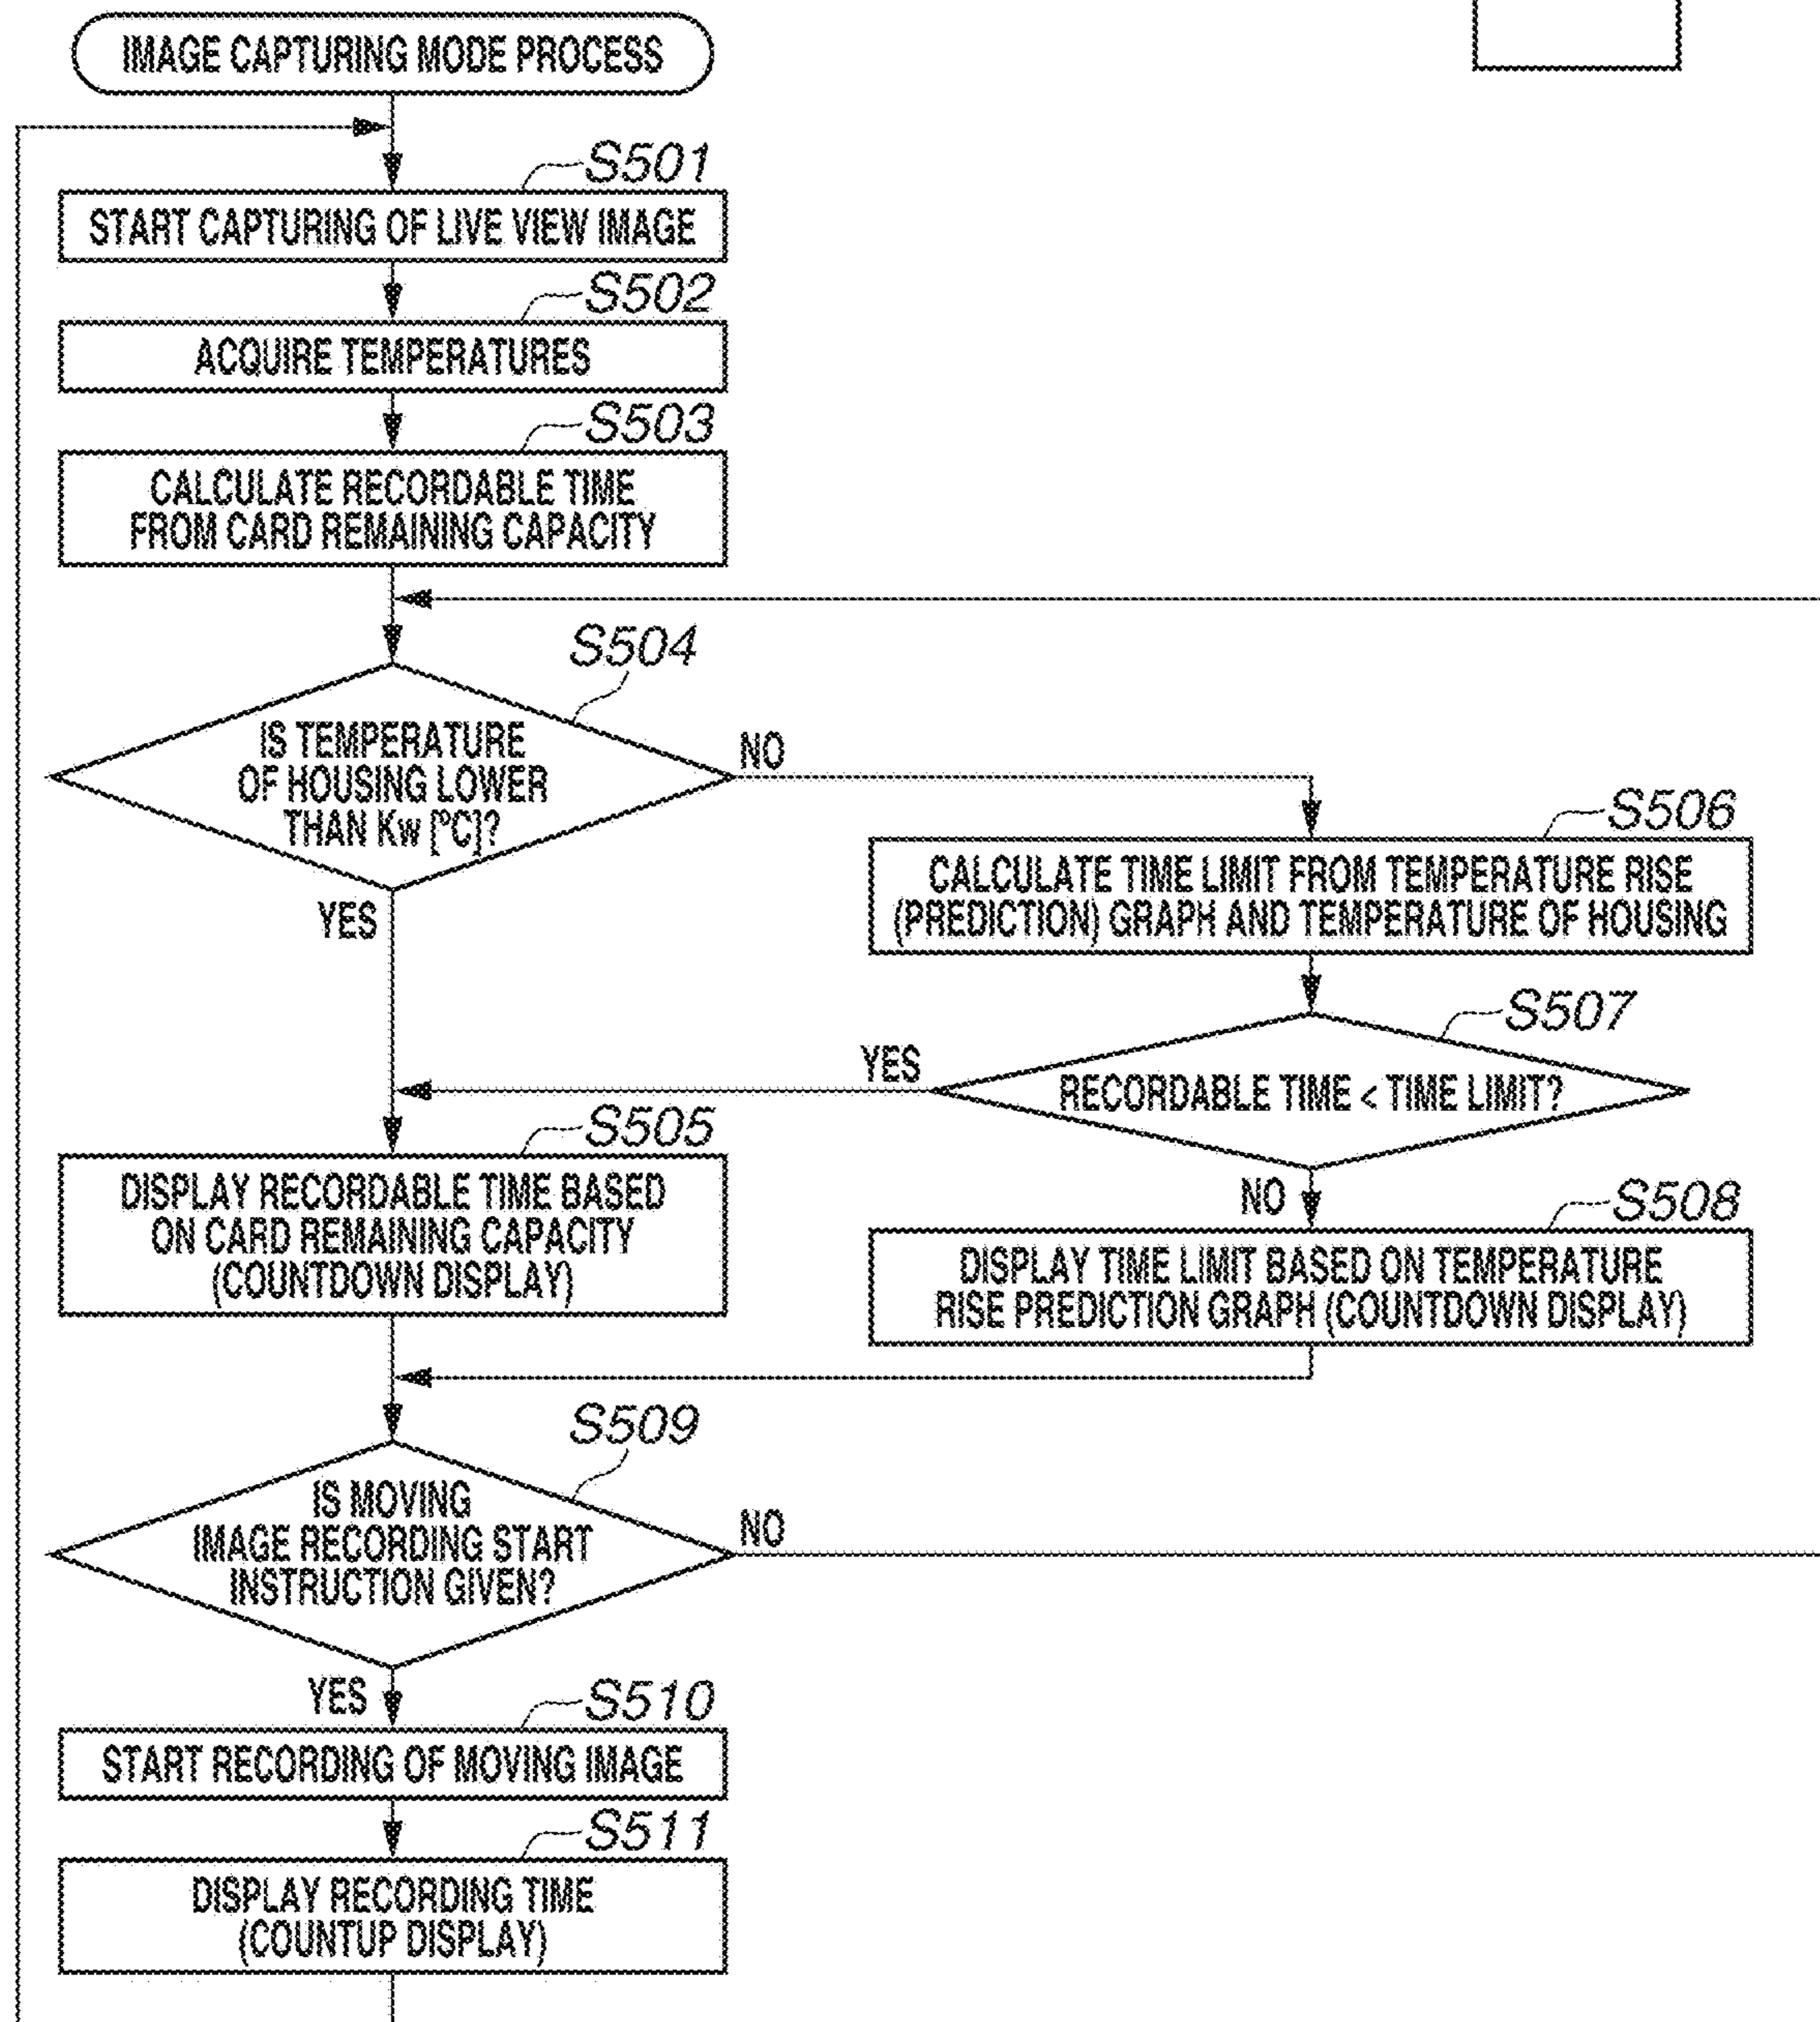 IMAGE CAPTURING MODE PROCESS
S501
START CAPTURING OF LIVE VIEW IMAGE
S502
ACQUIRE TEMPERATURES
S503
CALCULATE RECORDABLE TIME
FROM CARD REMAINING CAPACITY
S504
IS TEMPERATURE
OF HOUSING LOWER
THAN Kw [°C]?
NO
YES
S506
CALCULATE TIME LIMIT FROM TEMPERATURE RISE
(PREDICTION) GRAPH AND TEMPERATURE OF HOUSING
S507
RECORDABLE TIME < TIME LIMIT?
YES
NO
S505
DISPLAY RECORDABLE TIME BASED
ON CARD REMAINING CAPACITY
(COUNTDOWN DISPLAY)
S508
DISPLAY TIME LIMIT BASED ON TEMPERATURE
RISE PREDICTION GRAPH (COUNTDOWN DISPLAY)
S509
IS MOVING
IMAGE RECORDING START
INSTRUCTION GIVEN?
NO
YES
S510
START RECORDING OF MOVING IMAGE
S511
DISPLAY RECORDING TIME
(COUNTUP DISPLAY)